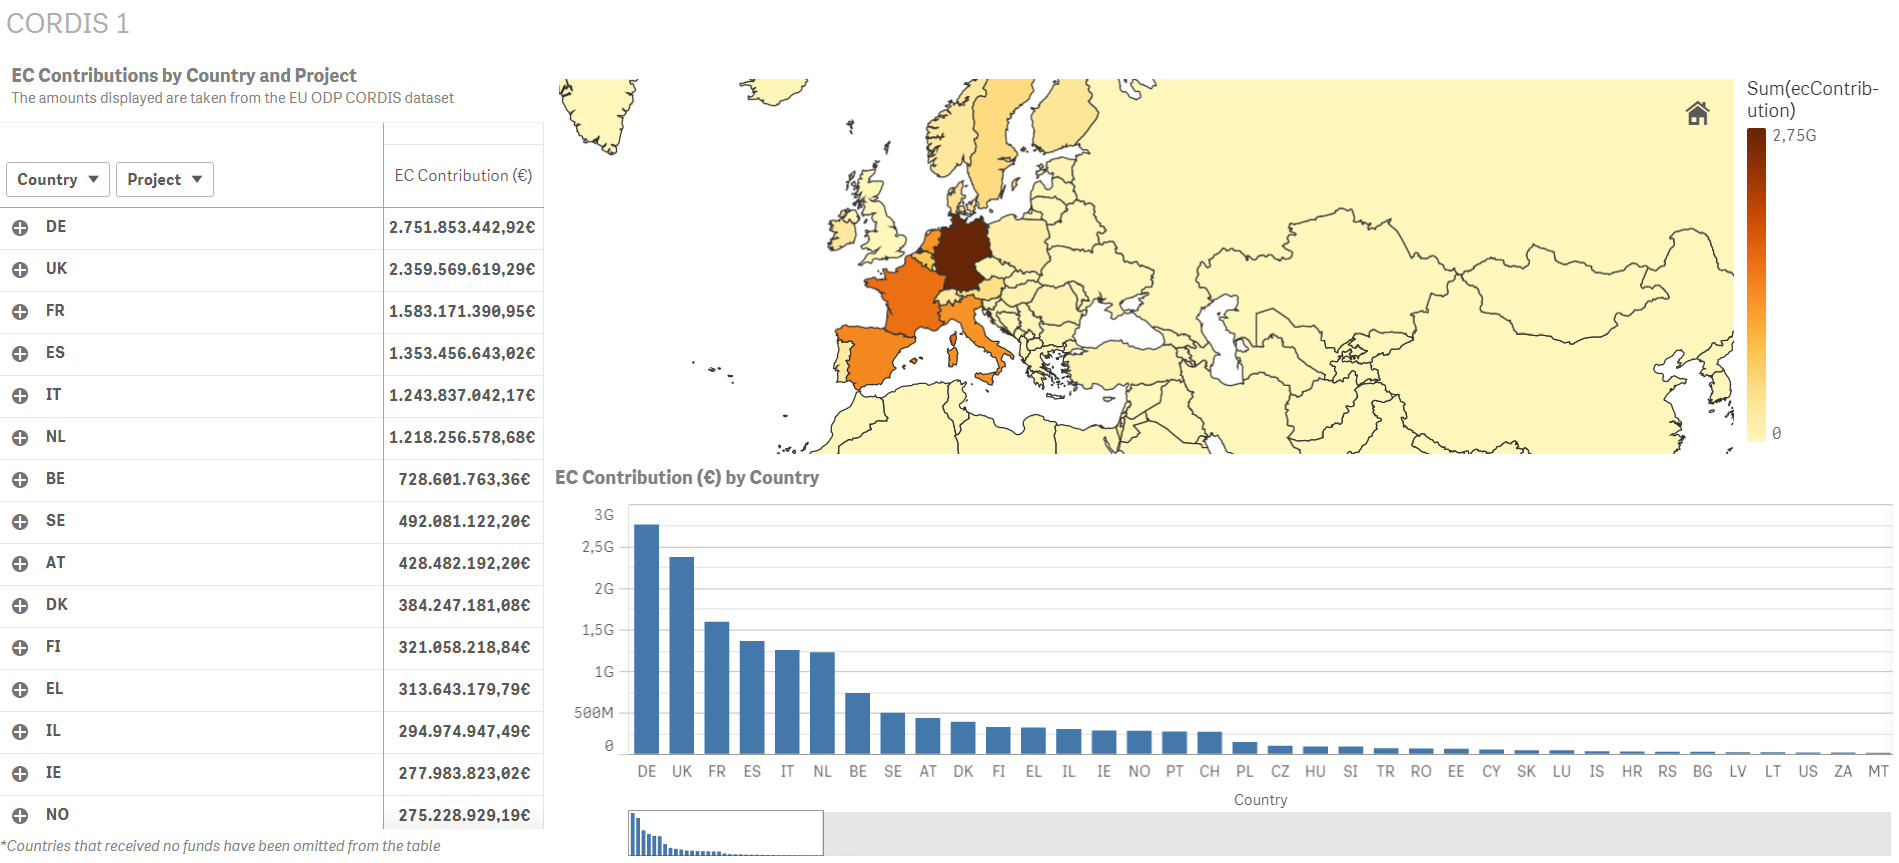 CORDIS 1
EC Contributions by Country and Project
The amounts displayed are taken from the EU ODP CORDIS dataset
Country
Project
EC Contribution (€)
DE 2.751.853.442,92€
UK 2.359.569.619,29€
FR 1.583.171.390,95€
ES 1.353.456.643,02€
IT 1.243.837.042,17€
NL 1.218.256.578,68€
BE 728.601.763,36€
SE 492.081.122,20€
AT 428.482.192,20€
DK 384.247.181,08€
FI 321.058.218,84€
EL 313.643.179,79€
IL 294.974.947,49€
IE 277.983.823,02€
NO 275.228.929,19€
*Countries that received no funds have been omitted from the table
Sum(ecContrib-
ution)
2,75G
0
EC Contribution (€) by Country
3G
2,5G
2G
1,5G
1G
500M
0
DE UK FR ES IT NL BE SE AT DK FI EL IL IE NO PT CH PL CZ HU SI TR RO EE CY SK LU IS HR RS BG LV LT US ZA MT
Country